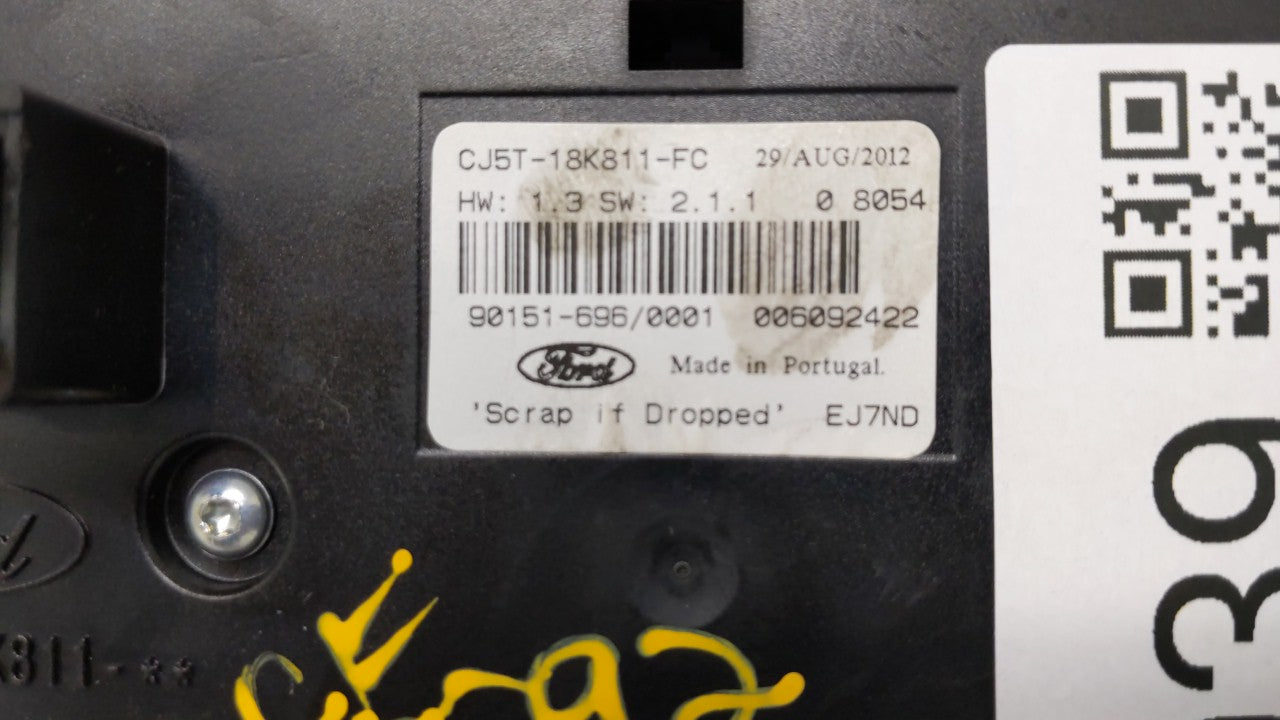 CJ5T-18K811-FC 29/AUG/2012
HW: 1.3 SW: 2.1.1 0 8054
90151-696/0001 006092422
Ford Made in Portugal.
'Scrap if Dropped' EJ7ND
39
K811-**